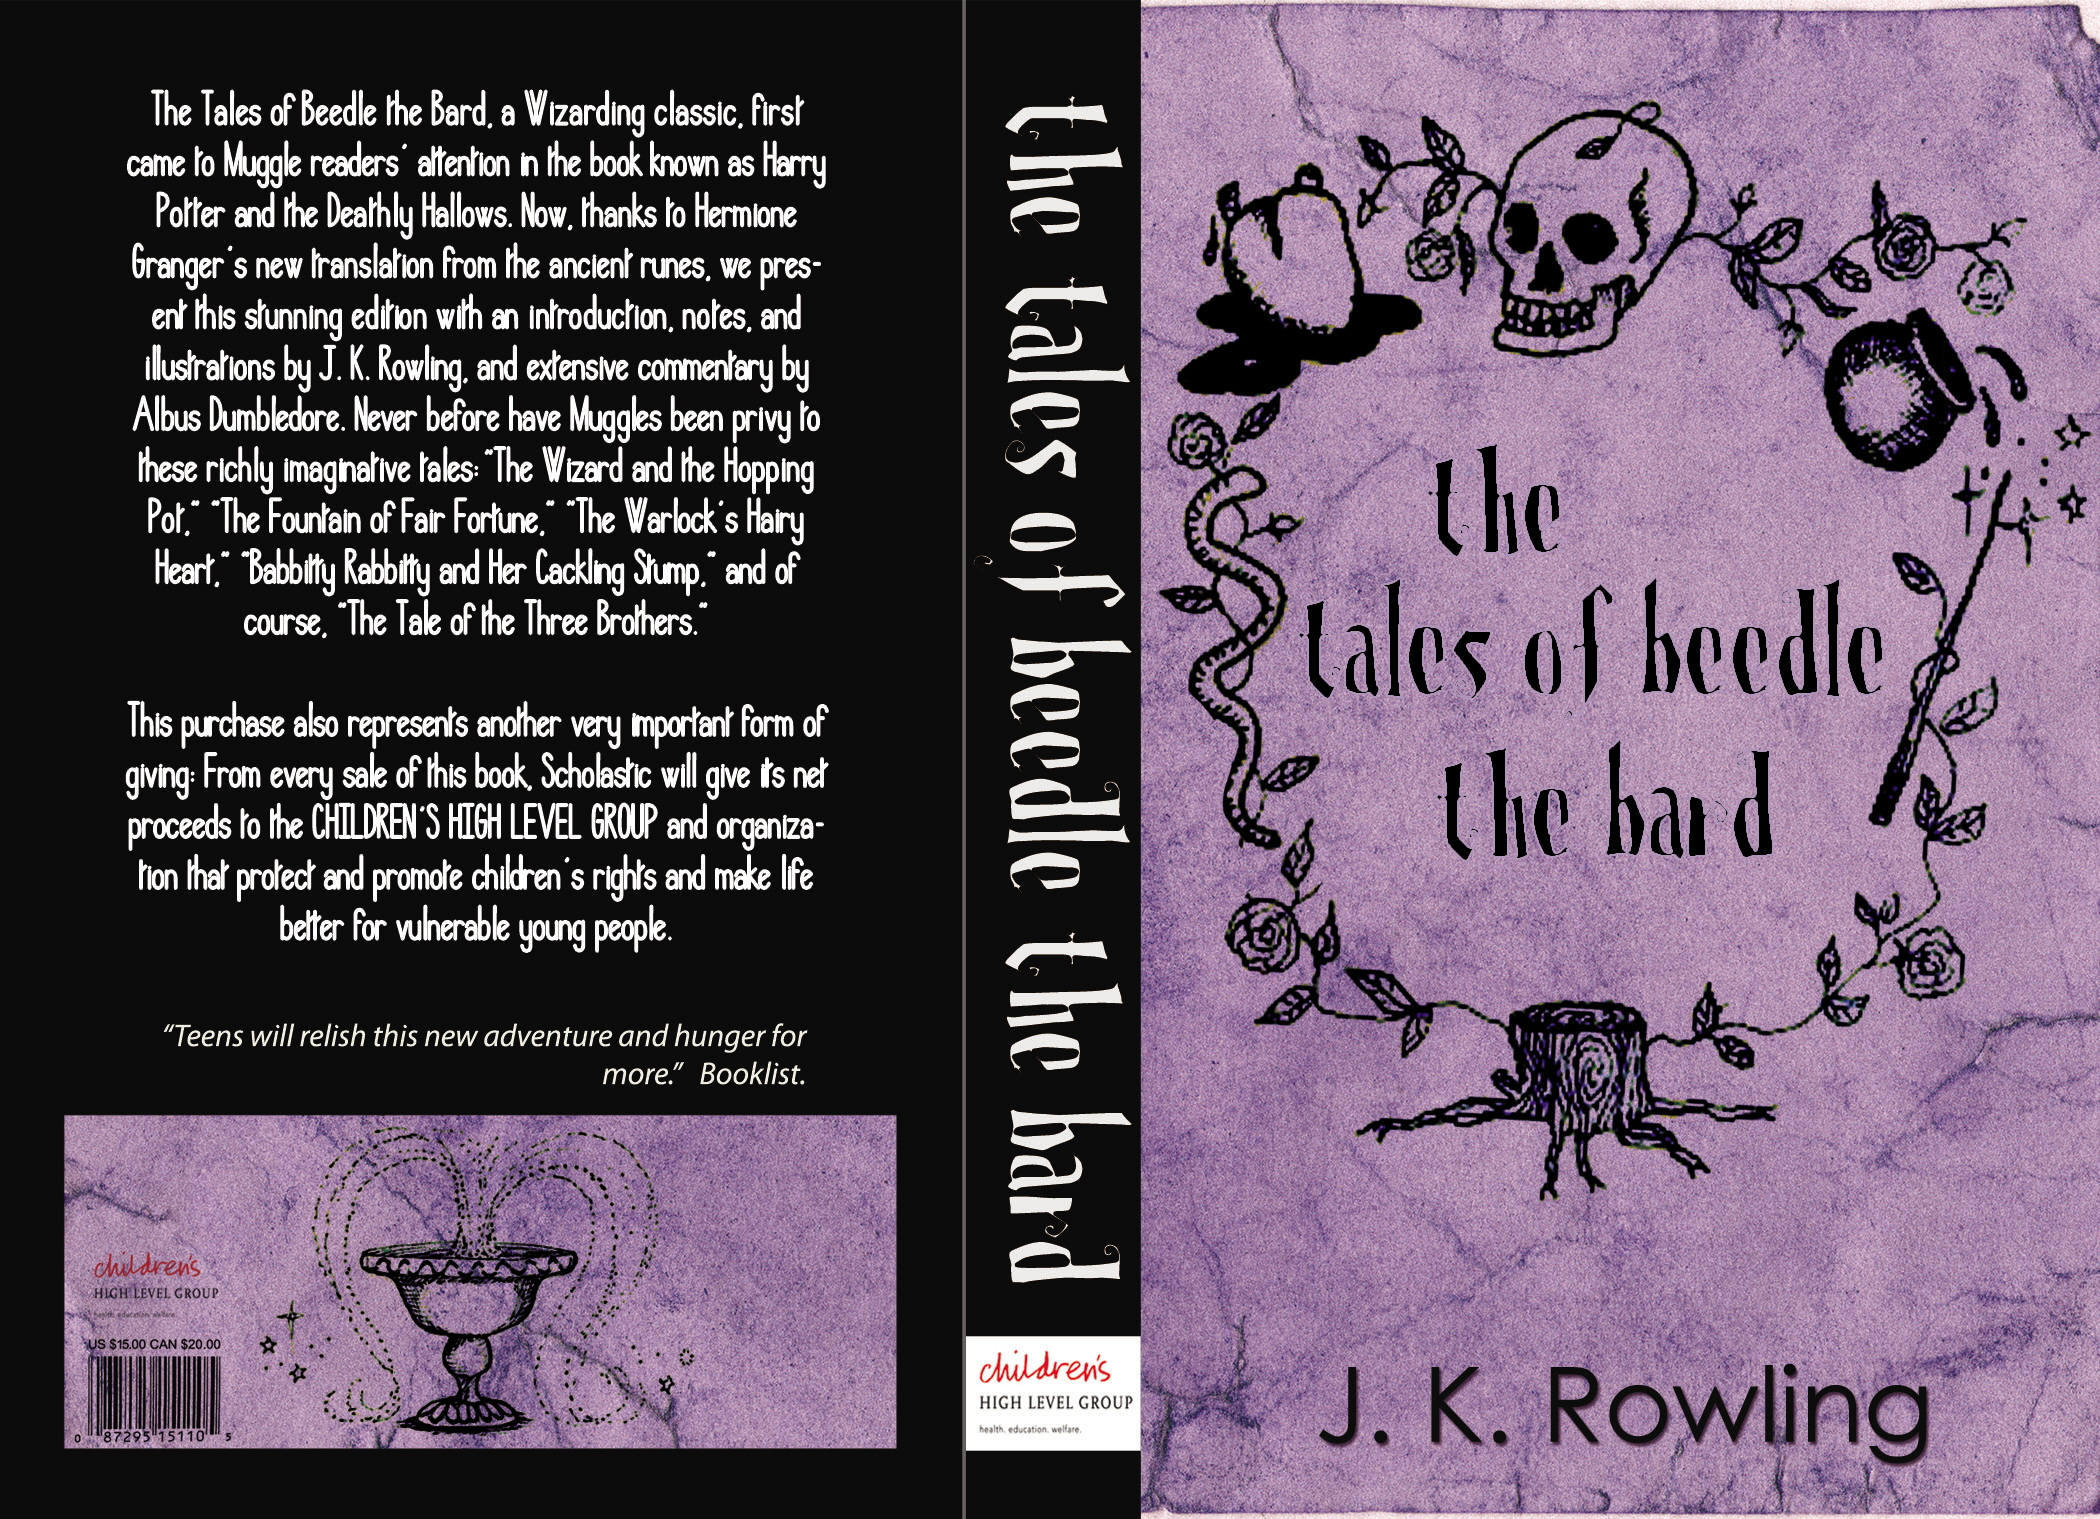 The Tales of Beedle the Bard, a Wizarding classic, first
came to Muggle readers' attention in the book known as Harry
Potter and the Deathly Hallows. Now, thanks to Hermione
Granger's new translation from the ancient runes, we pres-
ent this stunning edition with an introduction, notes, and
illustrations by J. K. Rowling, and extensive commentary by
Albus Dumbledore. Never before have Muggles been privy to
these richly imaginative tales: "The Wizard and the Hopping
Pot," "The Fountain of Fair Fortune," "The Warlock's Hairy
Heart," "Babbitty Rabbitty and Her Cackling Stump," and of
course, "The Tale of the Three Brothers."
This purchase also represents another very important form of
giving: From every sale of this book, Scholastic will give its net
proceeds to the CHILDREN'S HIGH LEVEL GROUP and organiza-
tion that protect and promote children's rights and make life
better for vulnerable young people.
"Teens will relish this new adventure and hunger for
more." Booklist.
children's
HIGH LEVEL GROUP
health. education. welfare.
US $15.00 CAN $20.00
0 87295 15110 5
the tales of beedle the bard
children's
HIGH LEVEL GROUP
health. education. welfare.
the
tales of beedle
the bard
J. K. Rowling